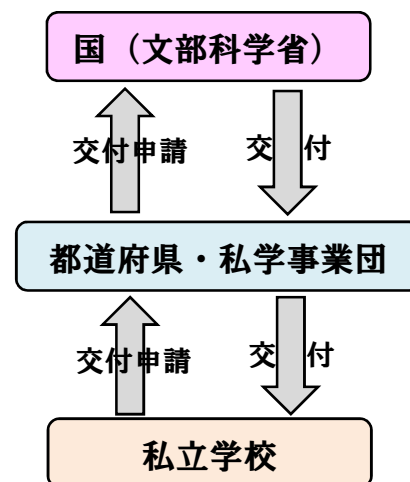 国（文部科学省）
交付申請
交付
都道府県・私学事業団
交付申請
交付
私立学校